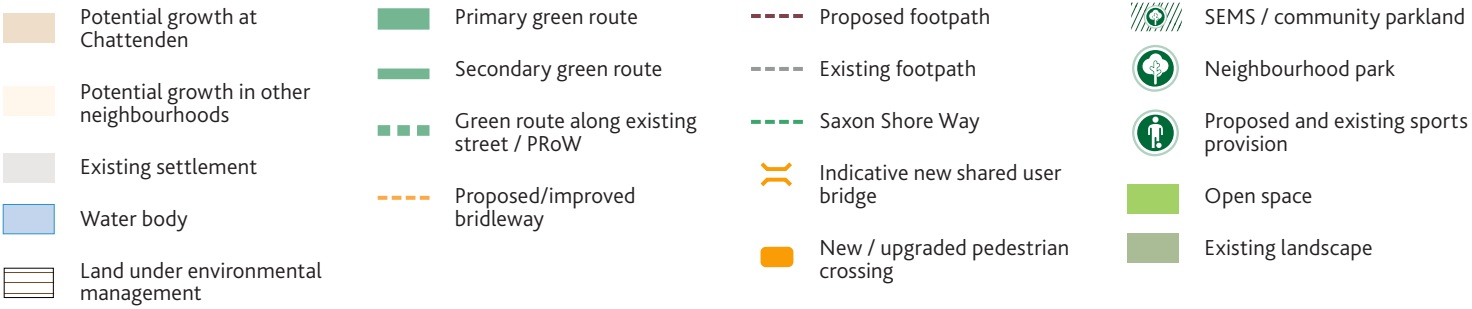 Potential growth at
Chattenden
Potential growth in other
neighbourhoods
Existing settlement
Water body
Land under environmental
management
Primary green route
Secondary green route
Green route along existing
street / PRoW
Proposed/improved
bridleway
Proposed footpath
Existing footpath
Saxon Shore Way
Indicative new shared user
bridge
New / upgraded pedestrian
crossing
SEMS / community parkland
Neighbourhood park
Proposed and existing sports
provision
Open space
Existing landscape